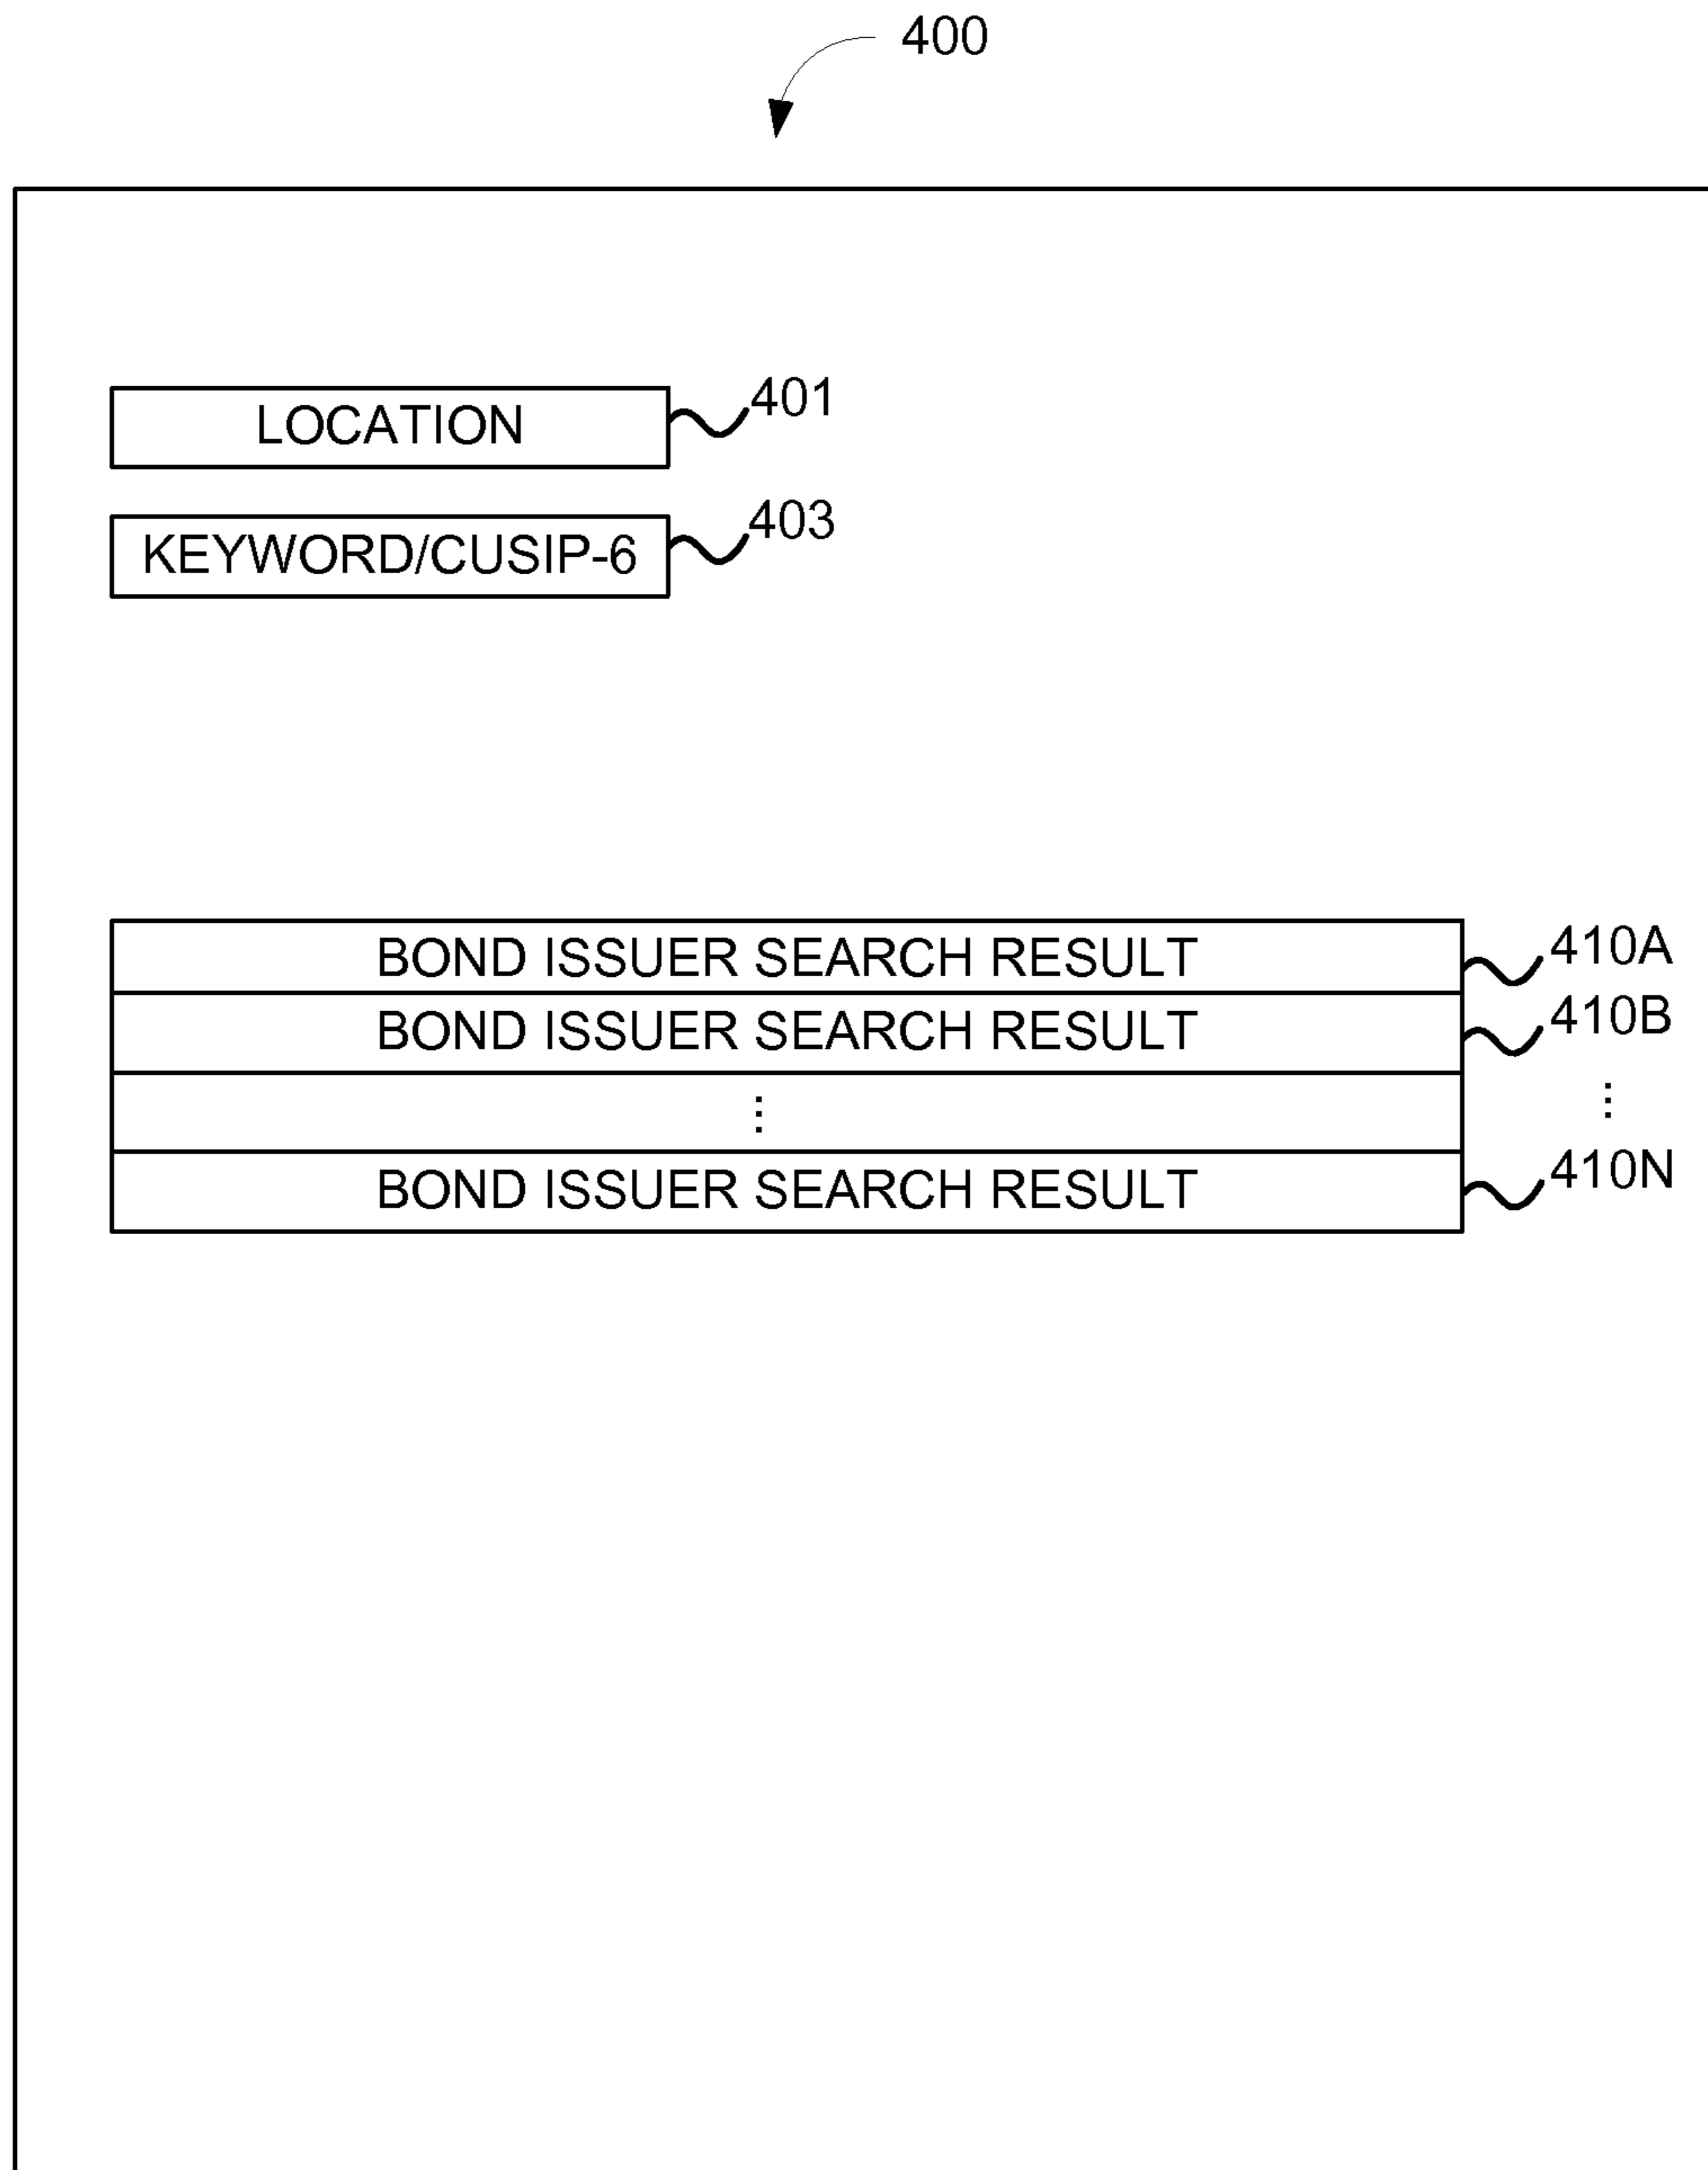 400
LOCATION 401
KEYWORD/CUSIP-6 403
BOND ISSUER SEARCH RESULT 410A
BOND ISSUER SEARCH RESULT 410B
⋮ ⋮
BOND ISSUER SEARCH RESULT 410N